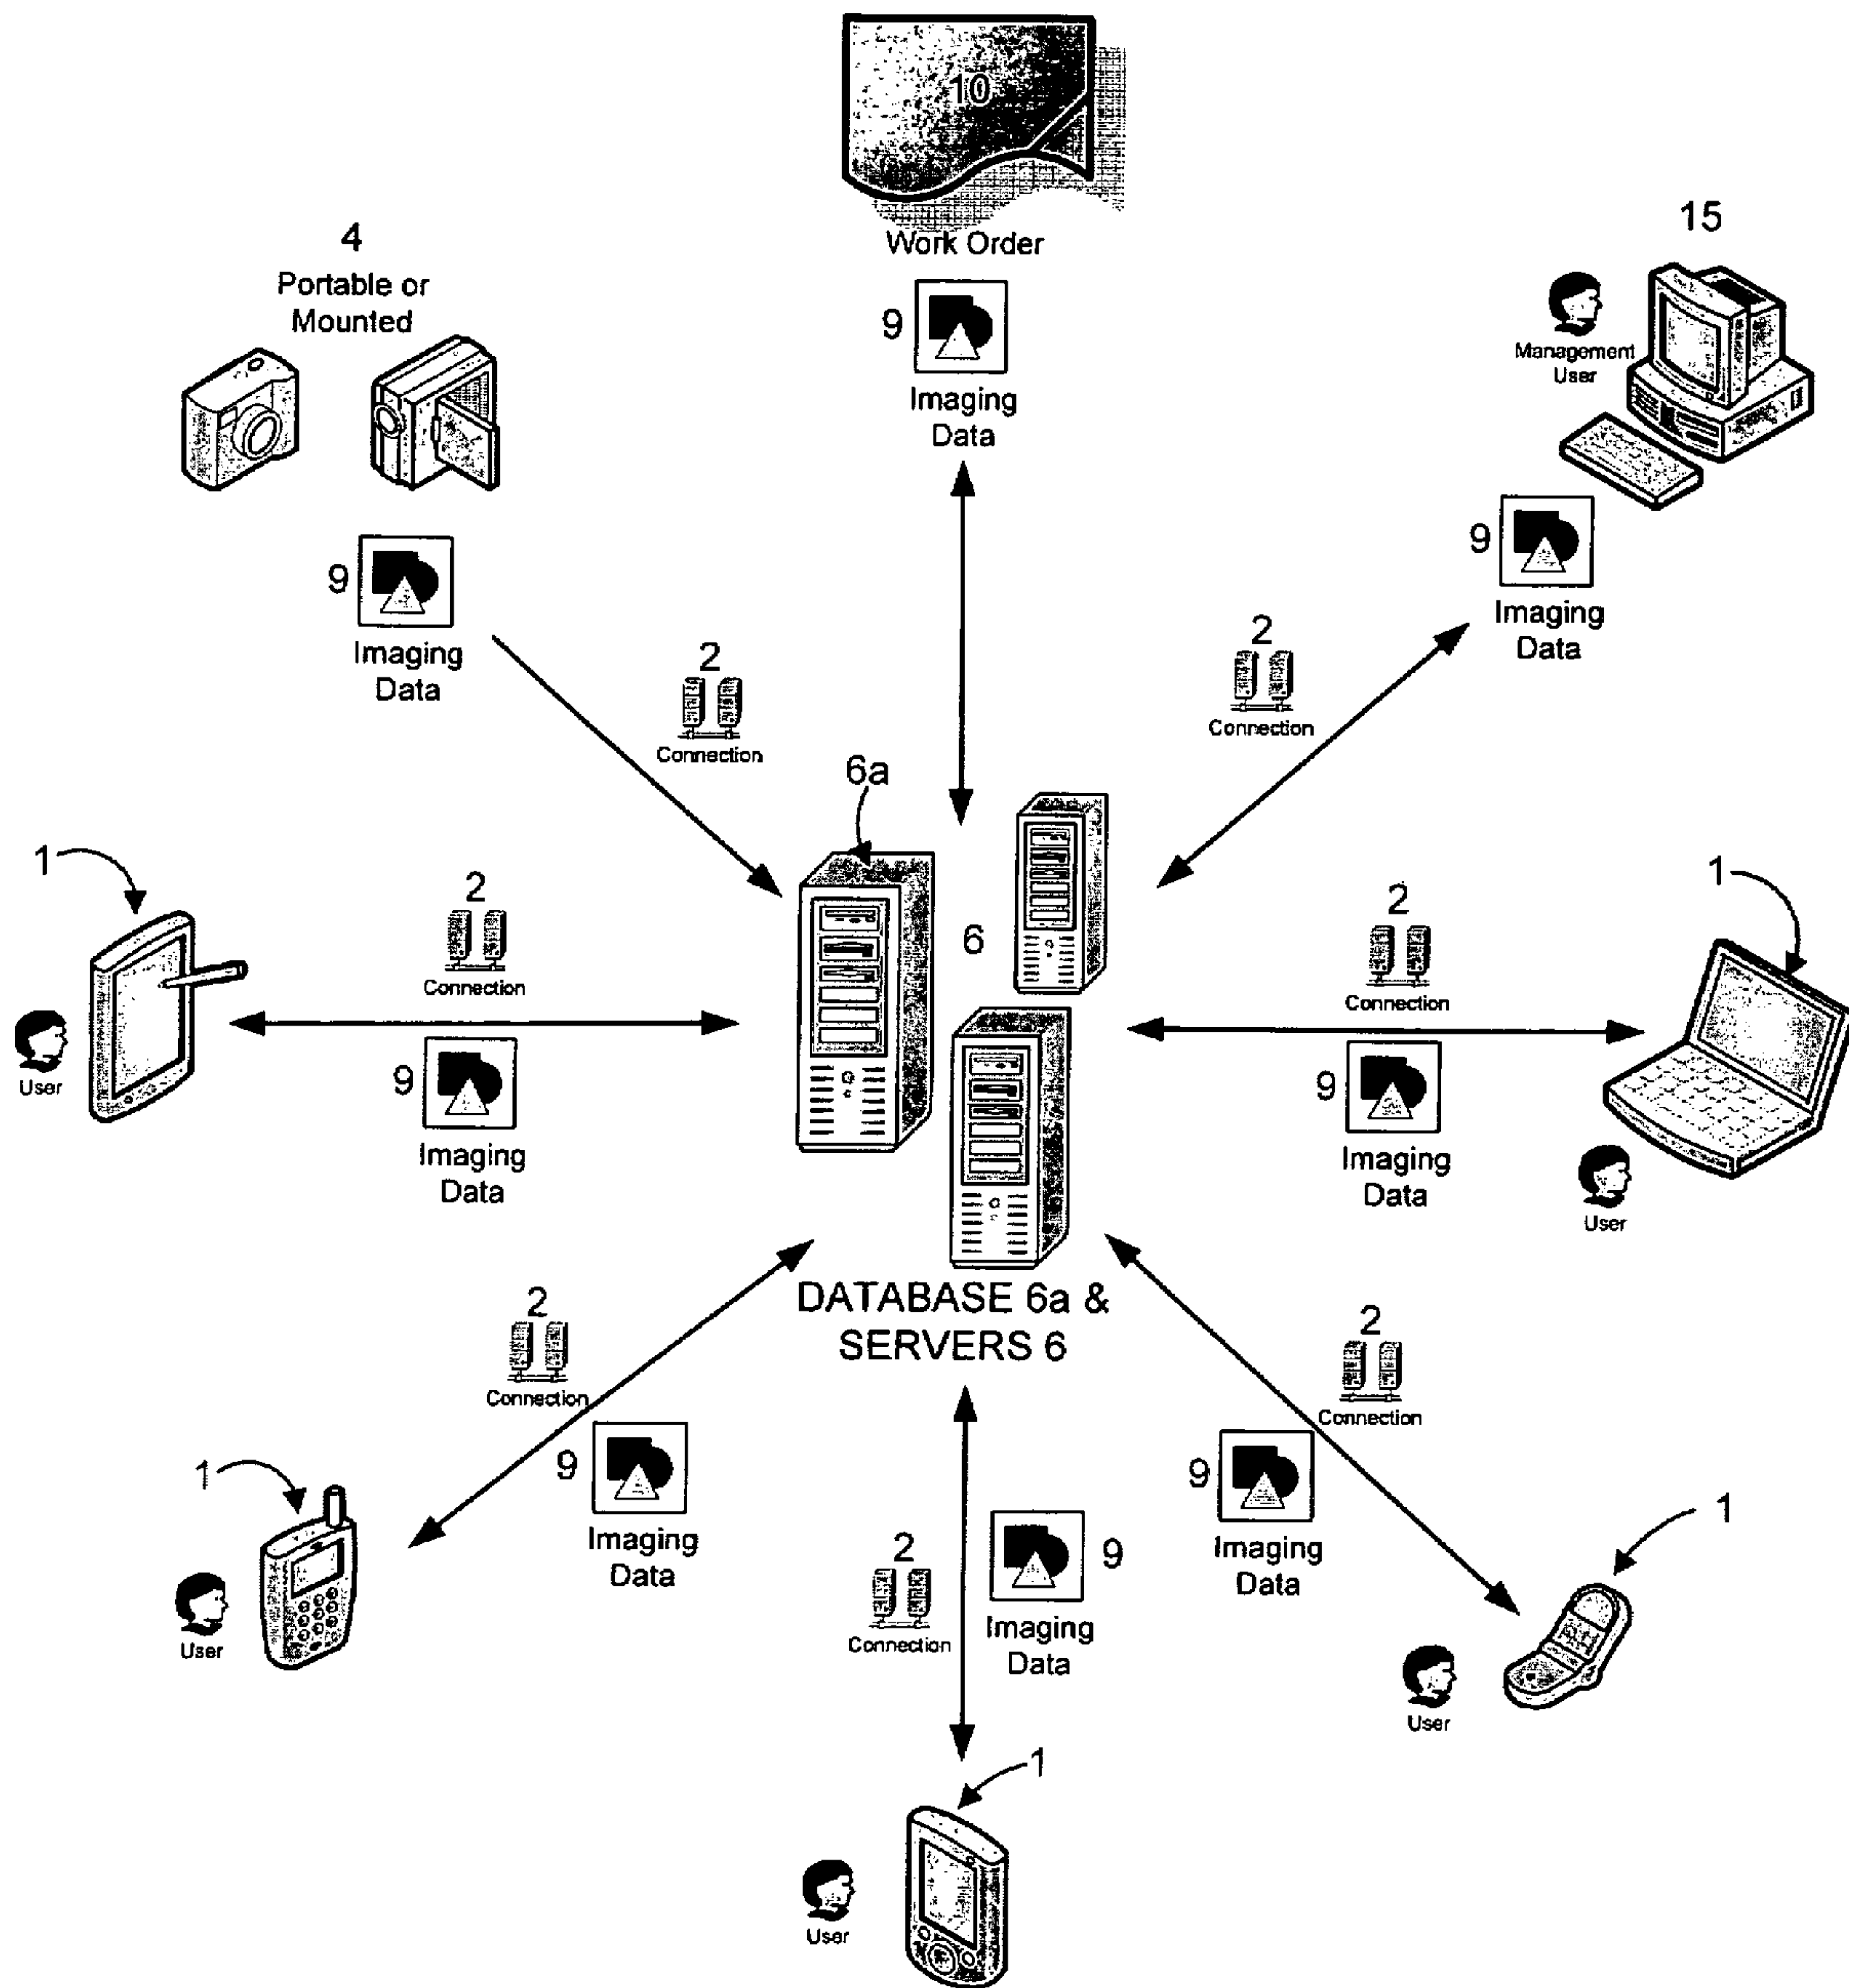 10
Work Order
9
Imaging
Data
4
Portable or
Mounted
9
Imaging
Data
15
Management
User
9
Imaging
Data
2
Connection
2
Connection
6a
6
1
2
Connection
User
9
Imaging
Data
2
Connection
1
9
Imaging
Data
User
DATABASE 6a &
SERVERS 6
2
Connection
9
Imaging
Data
1
User
2
Connection
9
Imaging
Data
1
User
2
Connection
9
Imaging
Data
1
User